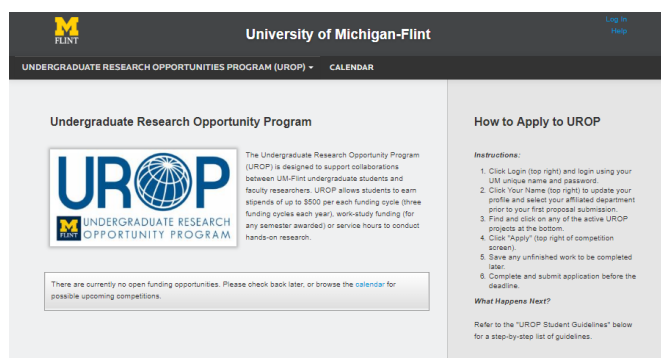 M
FLINT
University of Michigan-Flint
Log In
Help
UNDERGRADUATE RESEARCH OPPORTUNITIES PROGRAM (UROP)
CALENDAR
Undergraduate Research Opportunity Program
UROP
M
FLINT
UNDERGRADUATE RESEARCH
OPPORTUNITY PROGRAM
The Undergraduate Research Opportunity Program
(UROP) is designed to support collaborations
between UM-Flint undergraduate students and
faculty researchers. UROP allows students to earn
stipends of up to $500 per each funding cycle (three
funding cycles each year), work-study funding (for
any semester awarded) or service hours to conduct
hands-on research.
There are currently no open funding opportunities. Please check back later, or browse the calendar for
possible upcoming competitions.
How to Apply to UROP
Instructions:
1. Click Login (top right) and login using your
UM unique name and password.
2. Click Your Name (top right) to update your
profile and select your affiliated department
prior to your first proposal submission.
3. Find and click on any of the active UROP
projects at the bottom.
4. Click "Apply" (top right of competition
screen).
5. Save any unfinished work to be completed
later.
6. Complete and submit application before the
deadline.
What Happens Next?
Refer to the "UROP Student Guidelines" below
for a step-by-step list of guidelines.